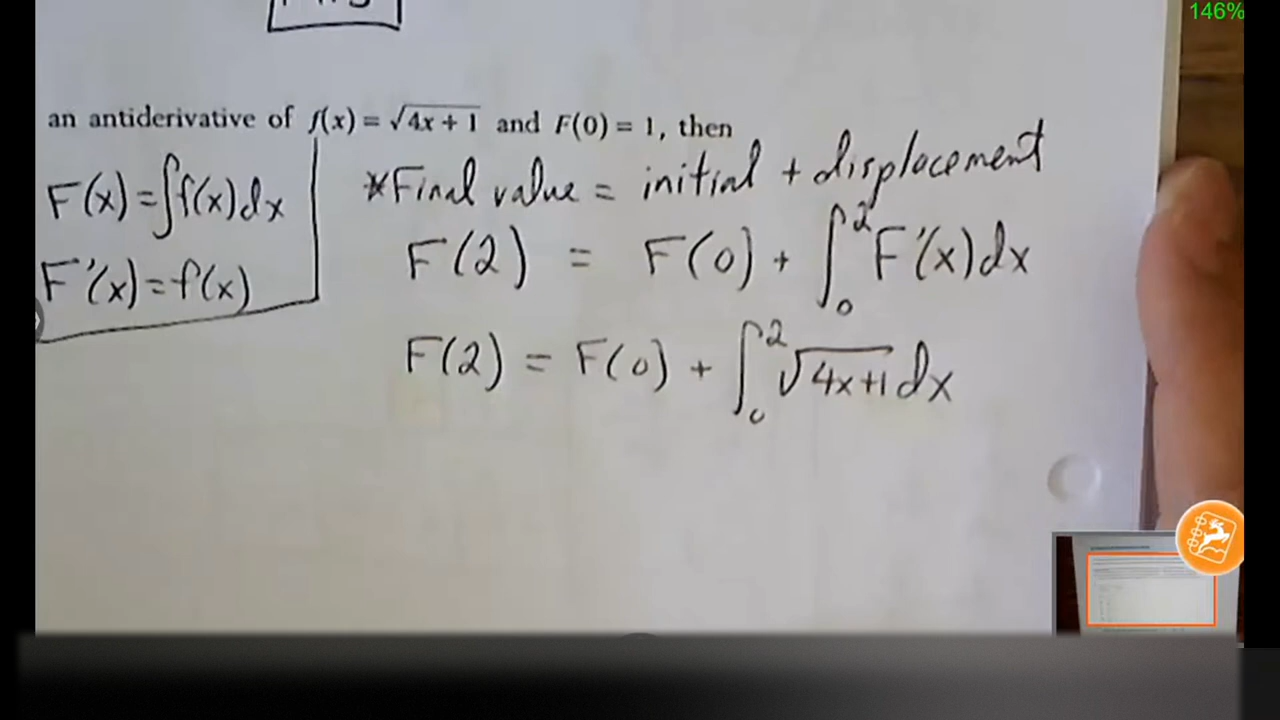 146%
an antiderivative of f(x) = √4x + 1 and F(0) = 1, then
F(x) = ∫f(x)dx
F'(x) = f(x)
*Final value = initial + displacement
F(2) = F(0) + ∫₀² F'(x)dx
F(2) = F(0) + ∫₀² √4x+1 dx